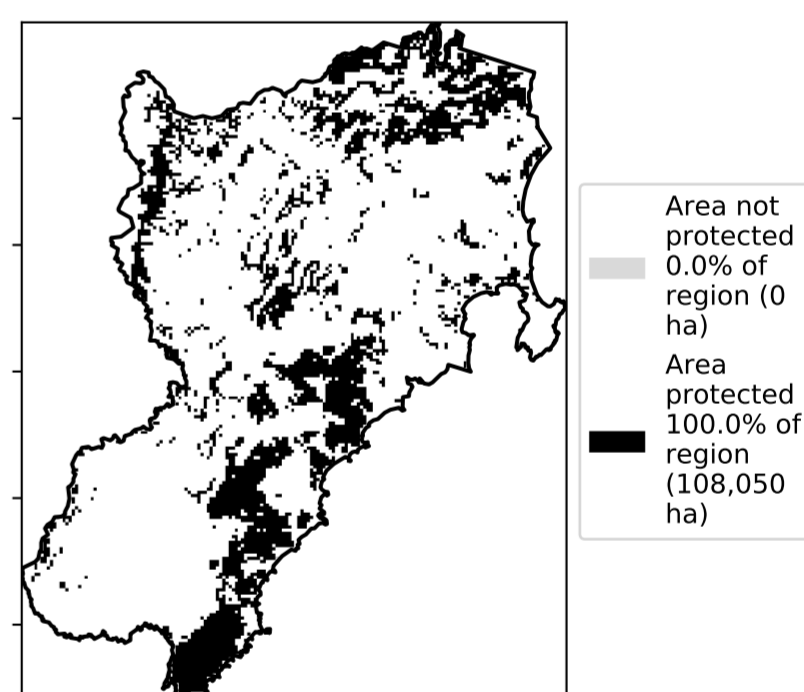 Area not
protected
0.0% of
region (0
ha)
Area
protected
100.0% of
region
(108,050
ha)